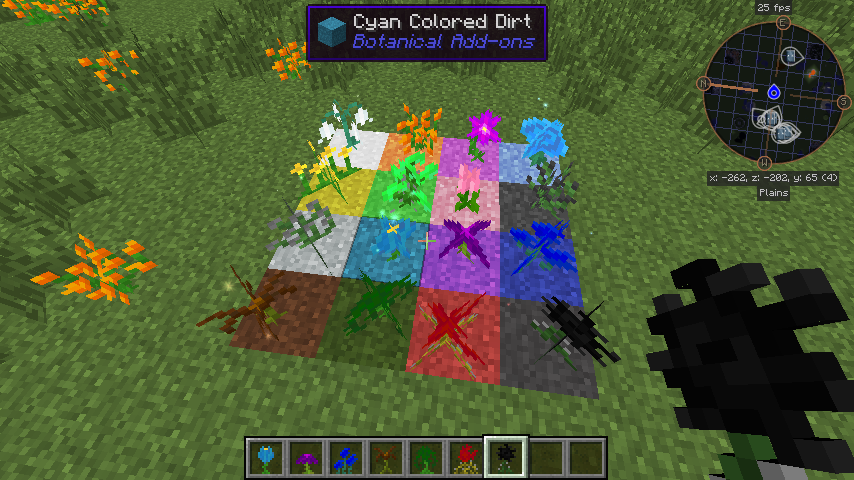 25 fps
Cyan Colored Dirt
Botanical Add-ons
E
N
S
W
x: -262, z: -202, y: 65 (4)
Plains